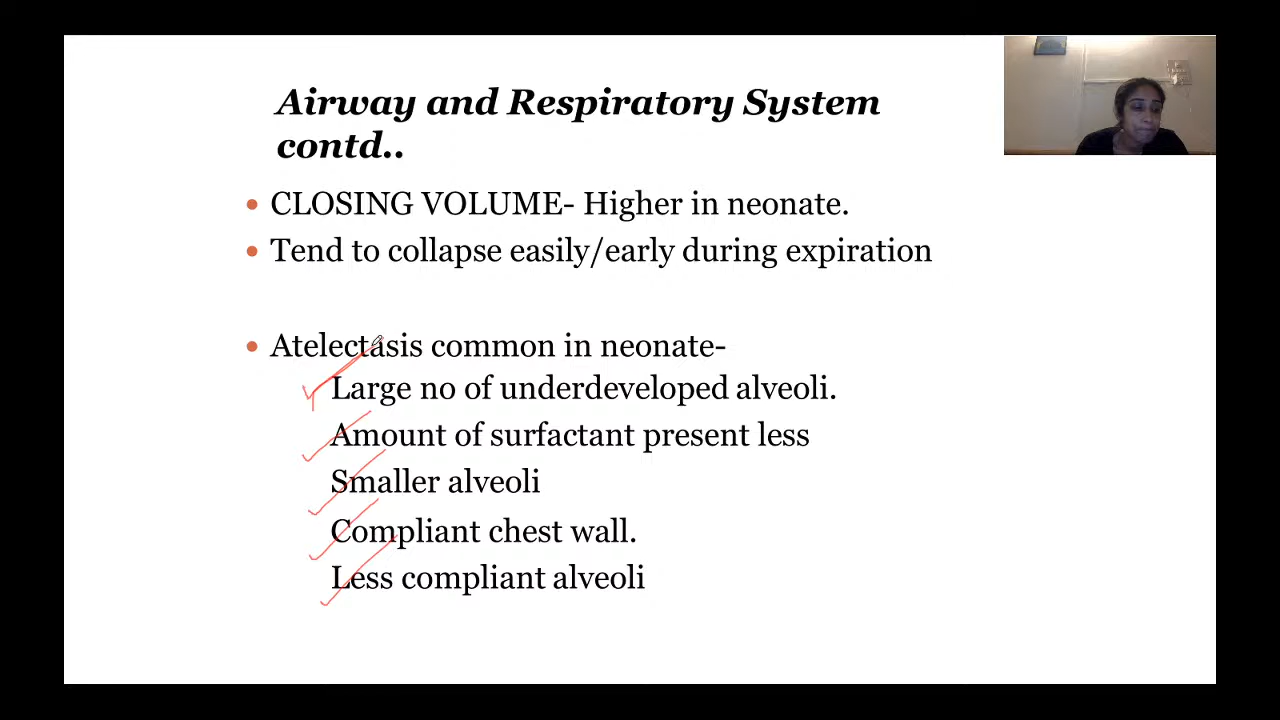 Airway and Respiratory System
contd..
• CLOSING VOLUME- Higher in neonate.
• Tend to collapse easily/early during expiration
• Atelectasis common in neonate-
Large no of underdeveloped alveoli.
Amount of surfactant present less
Smaller alveoli
Compliant chest wall.
Less compliant alveoli